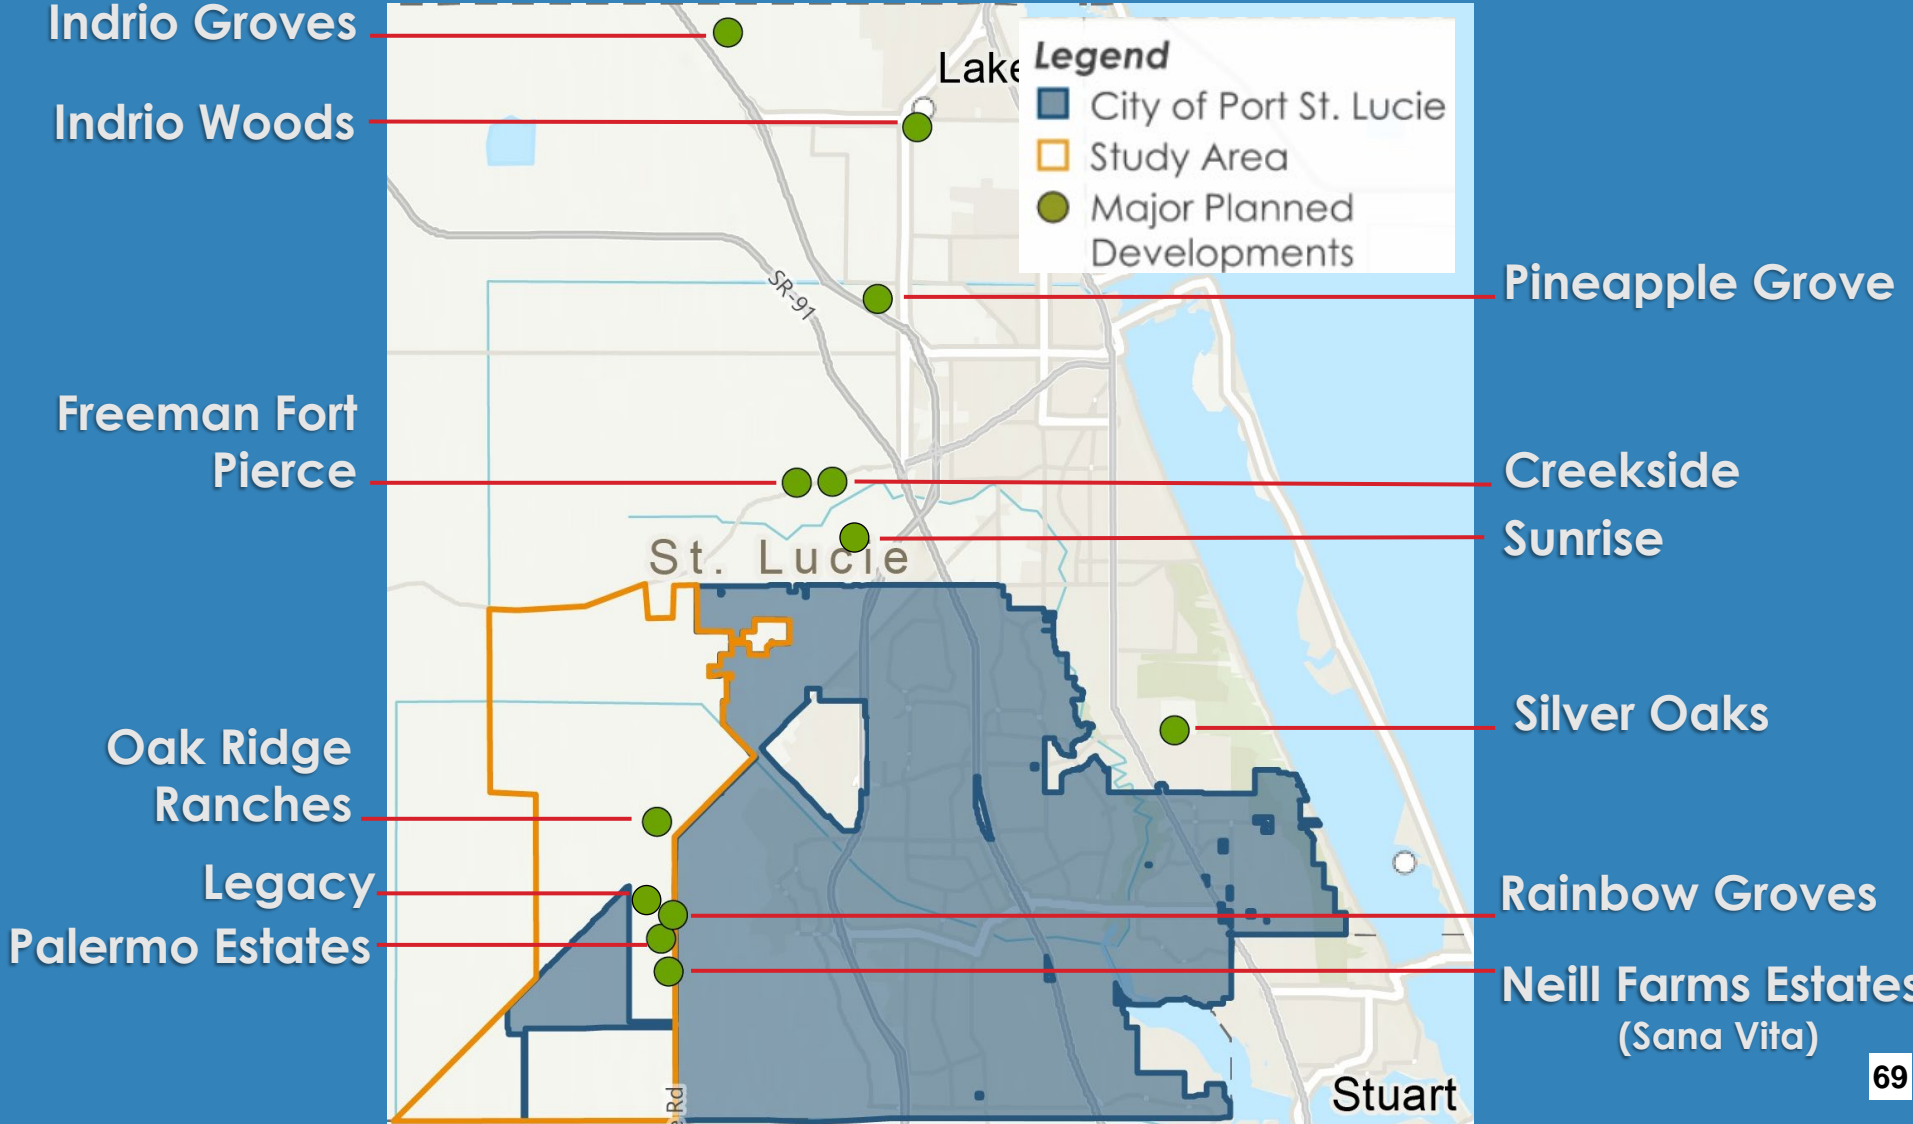 Indrio Groves
Indrio Woods
Freeman Fort
Pierce
Oak Ridge
Ranches
Legacy
Palermo Estates
Legend
City of Port St. Lucie
Study Area
Major Planned
Developments
SR-91
St. Lucie
Rd
Stuart
Pineapple Grove
Creekside
Sunrise
Silver Oaks
Rainbow Groves
Neill Farms Estates
(Sana Vita)
69